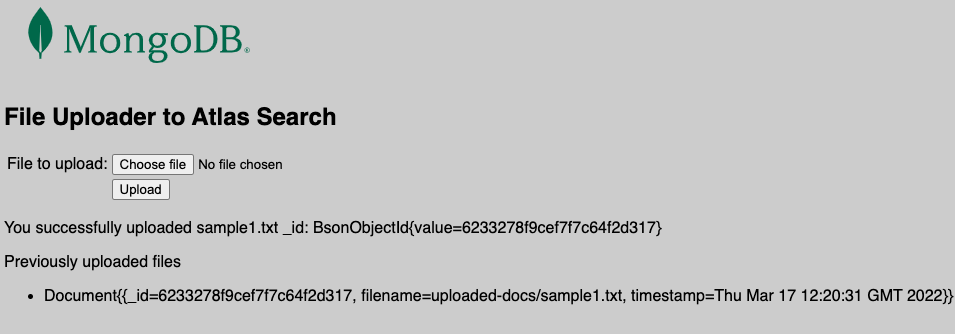 MongoDB®
File Uploader to Atlas Search
File to upload: Choose file No file chosen
Upload
You successfully uploaded sample1.txt _id: BsonObjectId{value=6233278f9cef7f7c64f2d317}
Previously uploaded files
• Document{{_id=6233278f9cef7f7c64f2d317, filename=uploaded-docs/sample1.txt, timestamp=Thu Mar 17 12:20:31 GMT 2022}}